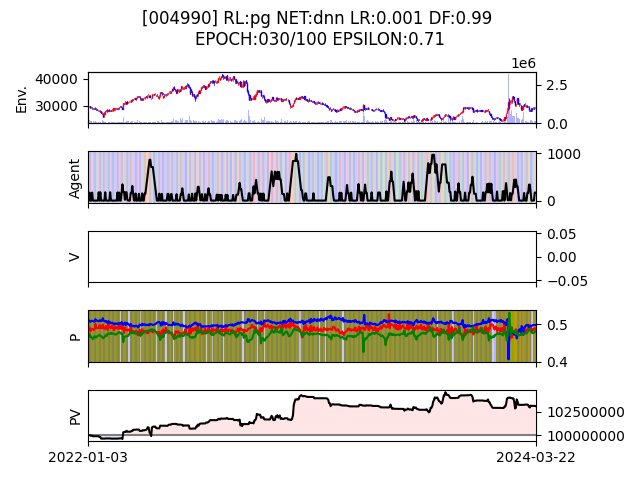 [004990] RL:pg NET:dnn LR:0.001 DF:0.99
EPOCH:030/100 EPSILON:0.71
1e6
Env.
40000
30000
2.5
0.0
Agent
1000
0
V
0.05
0.00
−0.05
P
0.5
0.4
PV
102500000
100000000
2022-01-03
2024-03-22